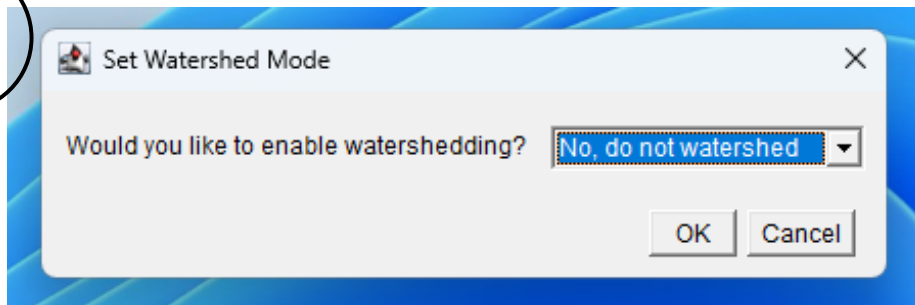 Set Watershed Mode
Would you like to enable watershedding? No, do not watershed
OK Cancel